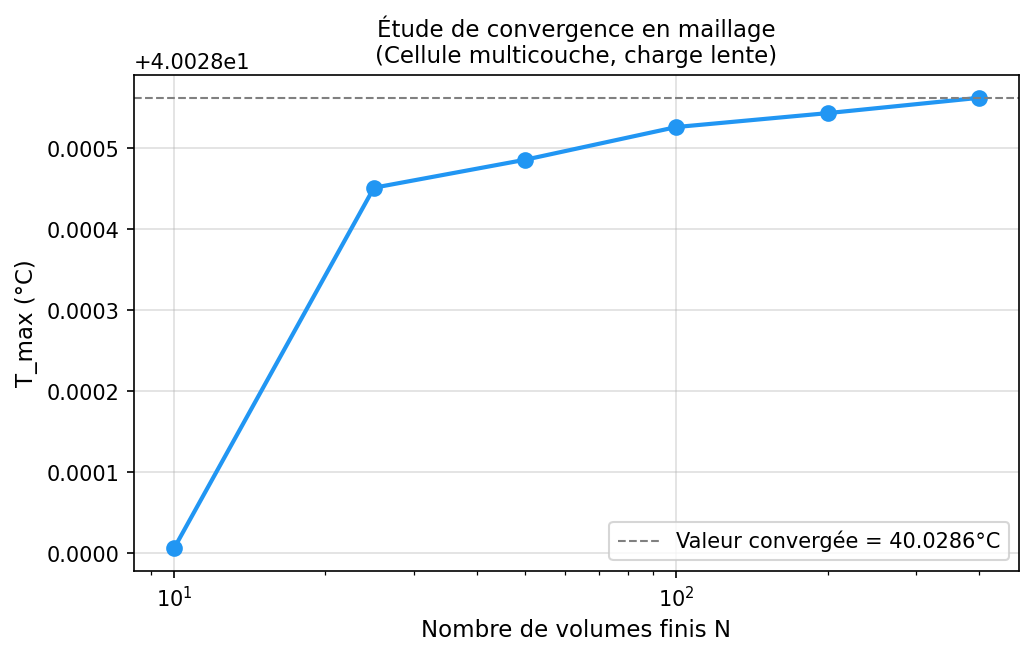 Étude de convergence en maillage
(Cellule multicouche, charge lente)
+4.0028e1
0.0005
0.0004
0.0003
0.0002
0.0001
0.0000
T_max (°C)
Valeur convergée = 40.0286°C
10¹
10²
Nombre de volumes finis N